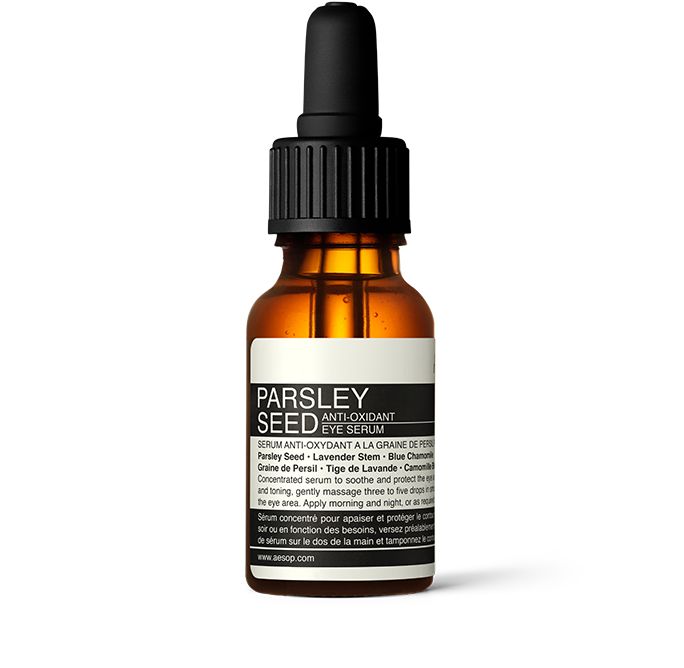 PARSLEY
SEED ANTI-OXIDANT
EYE SERUM
SERUM ANTI-OXYDANT A LA GRAINE DE PERSIL
Parsley Seed • Lavender Stem • Blue Chamomile
Graine de Persil • Tige de Lavande • Camomille
Concentrated serum to soothe and protect the eye
and toning, gently massage three to five drops in
the eye area. Apply morning and night, or as required
Sérum concentré pour apaiser et protéger le
soir ou en fonction des besoins, versez préalablement
de sérum sur le dos de la main et tamponnez le
www.aesop.com